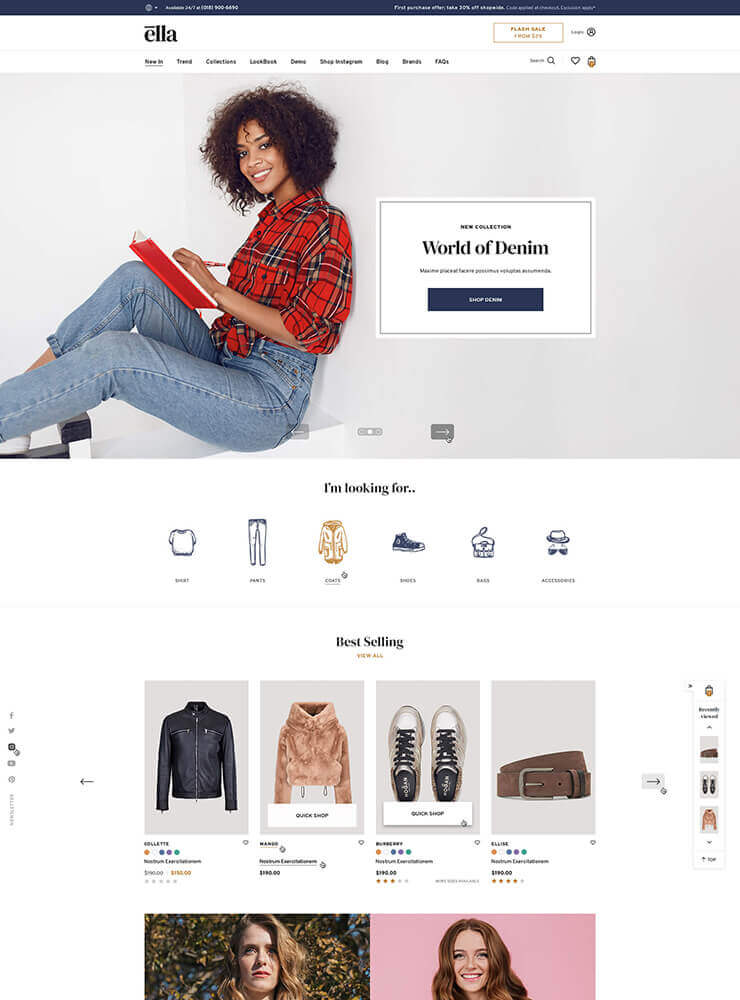 Available 24/7 at (018) 900-6690
First purchase offer: take 20% off shopwide. Code applied at checkout. Exclusion apply*
ella
FLASH SALE
FROM $79
Login
New In Trend Collections LookBook Demo Shop Instagram Blog Brands FAQs
Search
NEW COLLECTION
World of Denim
Maxime placeat facere possimus voluptas assumenda.
SHOP DENIM
I'm looking for..
SHIRT PANTS COATS SHOES BAGS ACCESSORIES
Best Selling
VIEW ALL
Recently
viewed
NEWSLETTER
HOGAN
QUICK SHOP
QUICK SHOP
COLLETTE
Nostrum Exercitationem
$190.00 $150.00
MANGO
Nostrum Exercitationem
$190.00
BURBERRY
Nostrum Exercitationem
$190.00
MORE SIZES AVAILABLE
ELLISE
Nostrum Exercitationem
$190.00
TOP